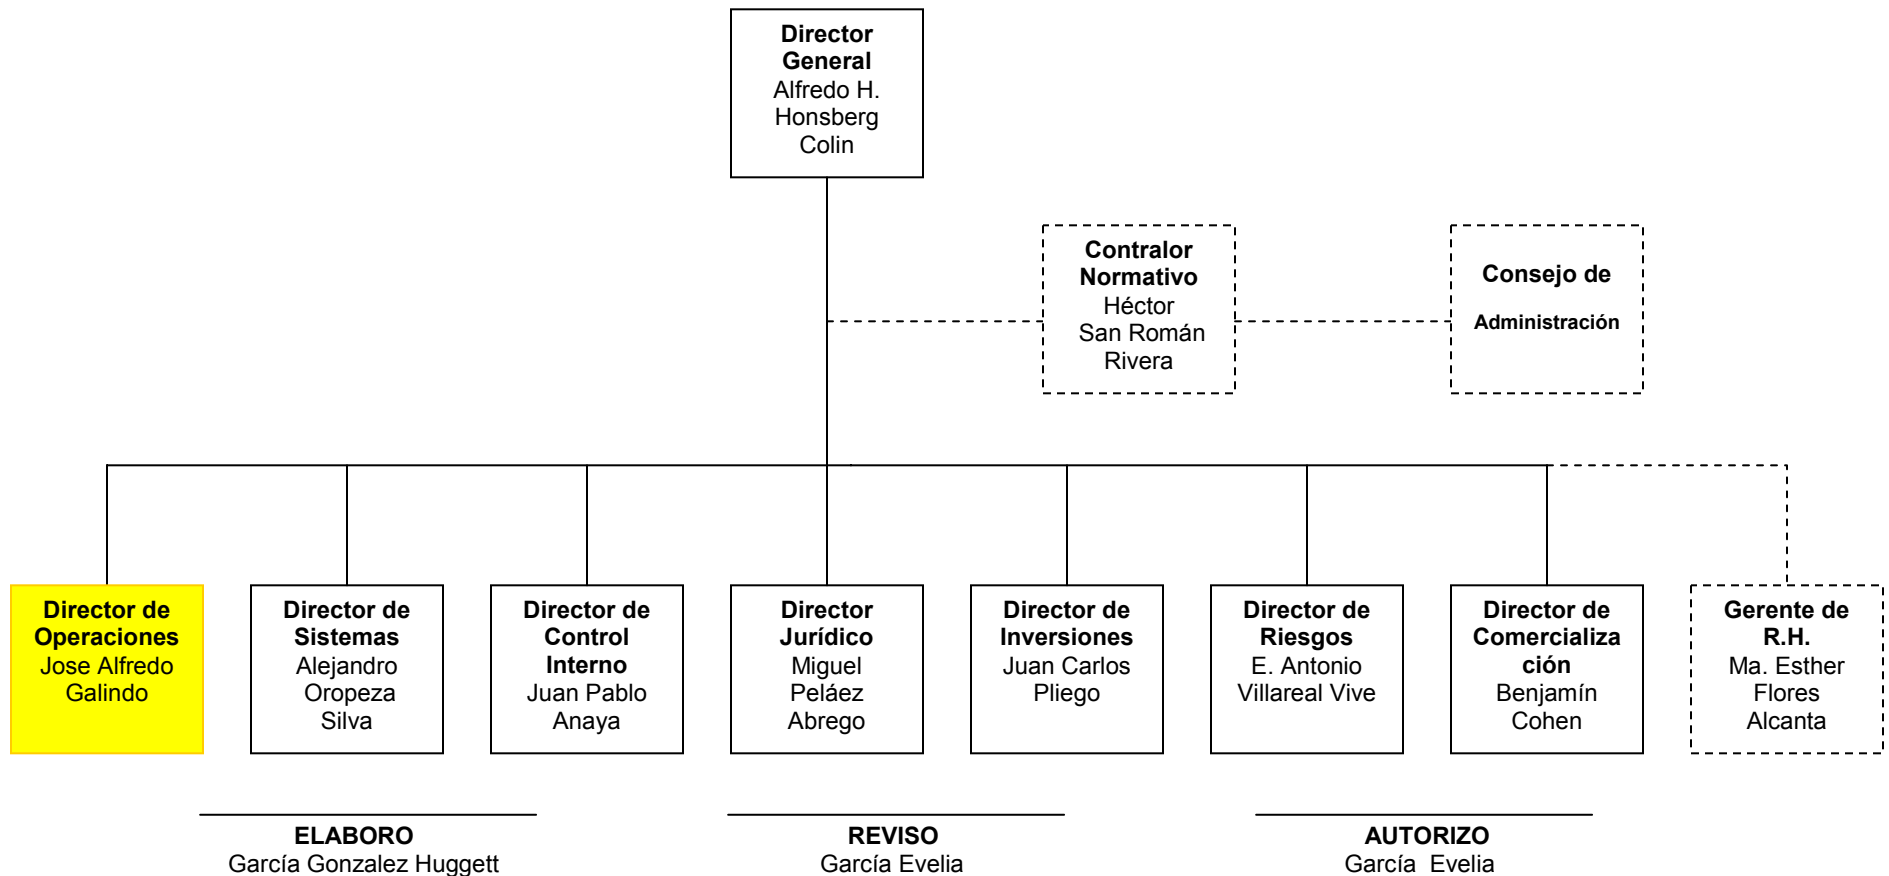 Director
General
Alfredo H.
Honsberg
Colin
Contralor
Normativo
Héctor
San Román
Rivera
Consejo de
Administración
Director de
Operaciones
Jose Alfredo
Galindo
Director de
Sistemas
Alejandro
Oropeza
Silva
Director de
Control
Interno
Juan Pablo
Anaya
Director
Jurídico
Miguel
Peláez
Abrego
Director de
Inversiones
Juan Carlos
Pliego
Director de
Riesgos
E. Antonio
Villareal Vive
Director de
Comercializa
ción
Benjamín
Cohen
Gerente de
R.H.
Ma. Esther
Flores
Alcanta
ELABORO
García Gonzalez Huggett
REVISO
García Evelia
AUTORIZO
García Evelia